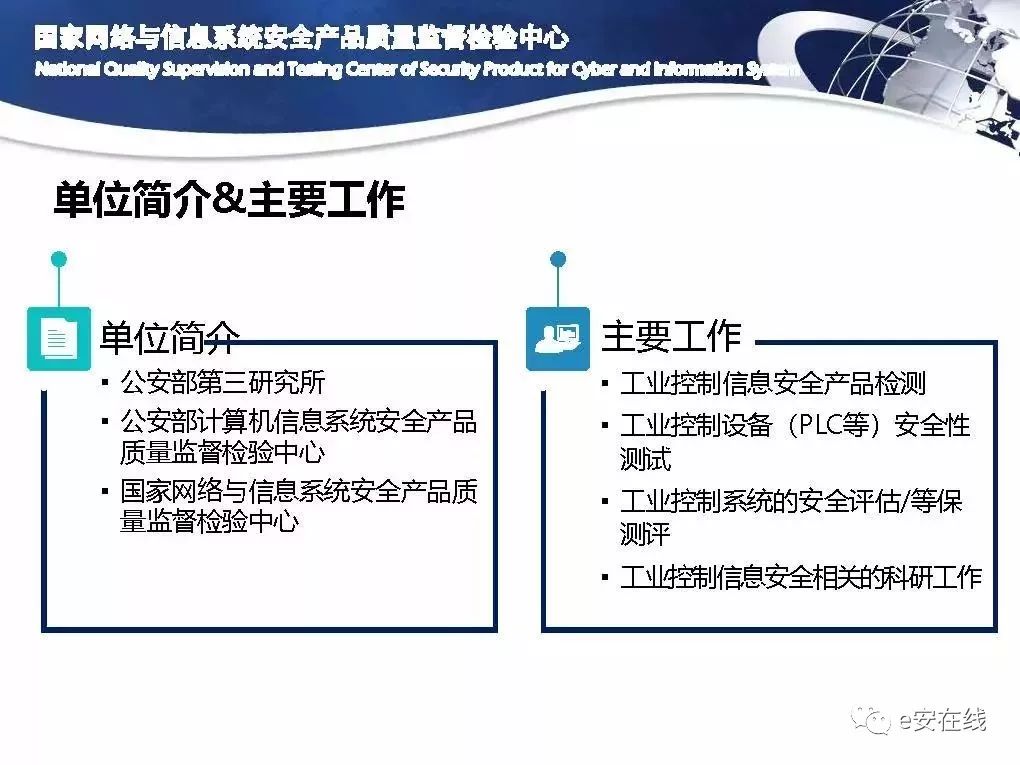 国家网络与信息系统安全产品质量监督检验中心
National Quality Supervision and Testing Center of Security Product for Cyber and Information System
单位简介&主要工作
单位简介
▪ 公安部第三研究所
▪ 公安部计算机信息系统安全产品
质量监督检验中心
▪ 国家网络与信息系统安全产品质
量监督检验中心
主要工作
▪ 工业控制信息安全产品检测
▪ 工业控制设备（PLC等）安全性
测试
▪ 工业控制系统的安全评估/等保
测评
▪ 工业控制信息安全相关的科研工作
e安在线